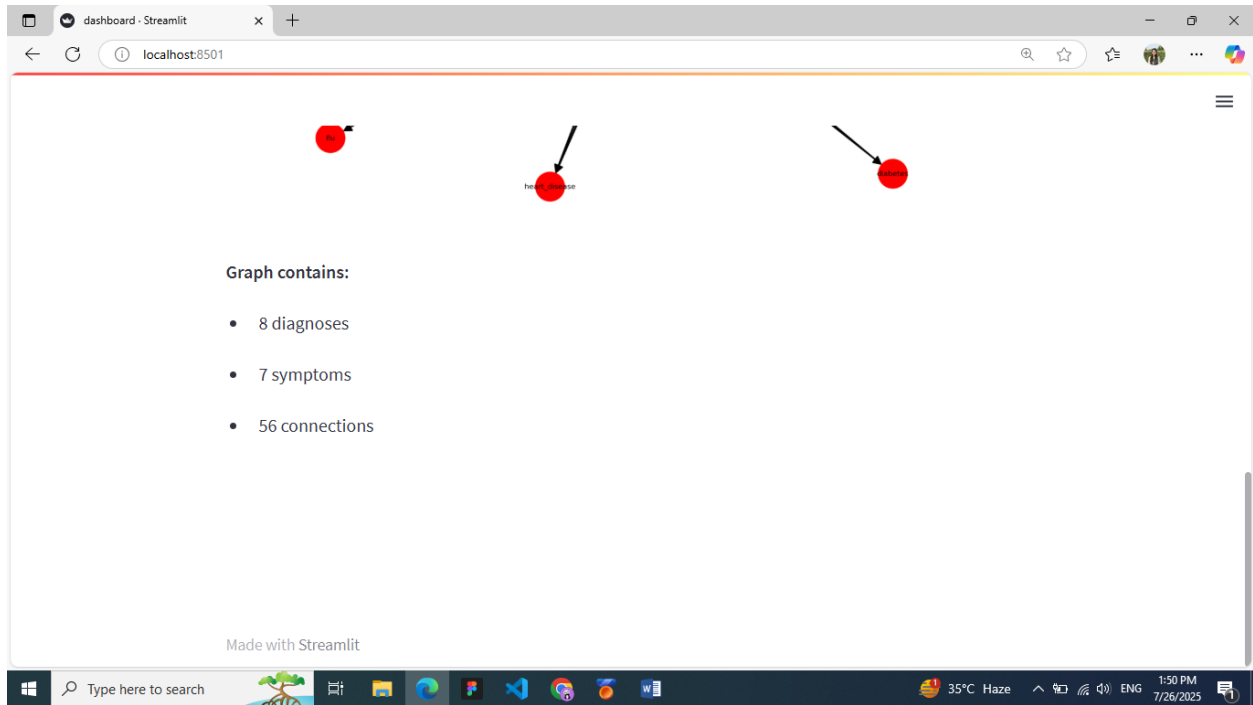 dashboard - Streamlit
localhost:8501
flu
heart_disease
diabetes
Graph contains:
8 diagnoses
7 symptoms
56 connections
Made with Streamlit
Type here to search
35°C Haze
ENG
1:50 PM
7/26/2025